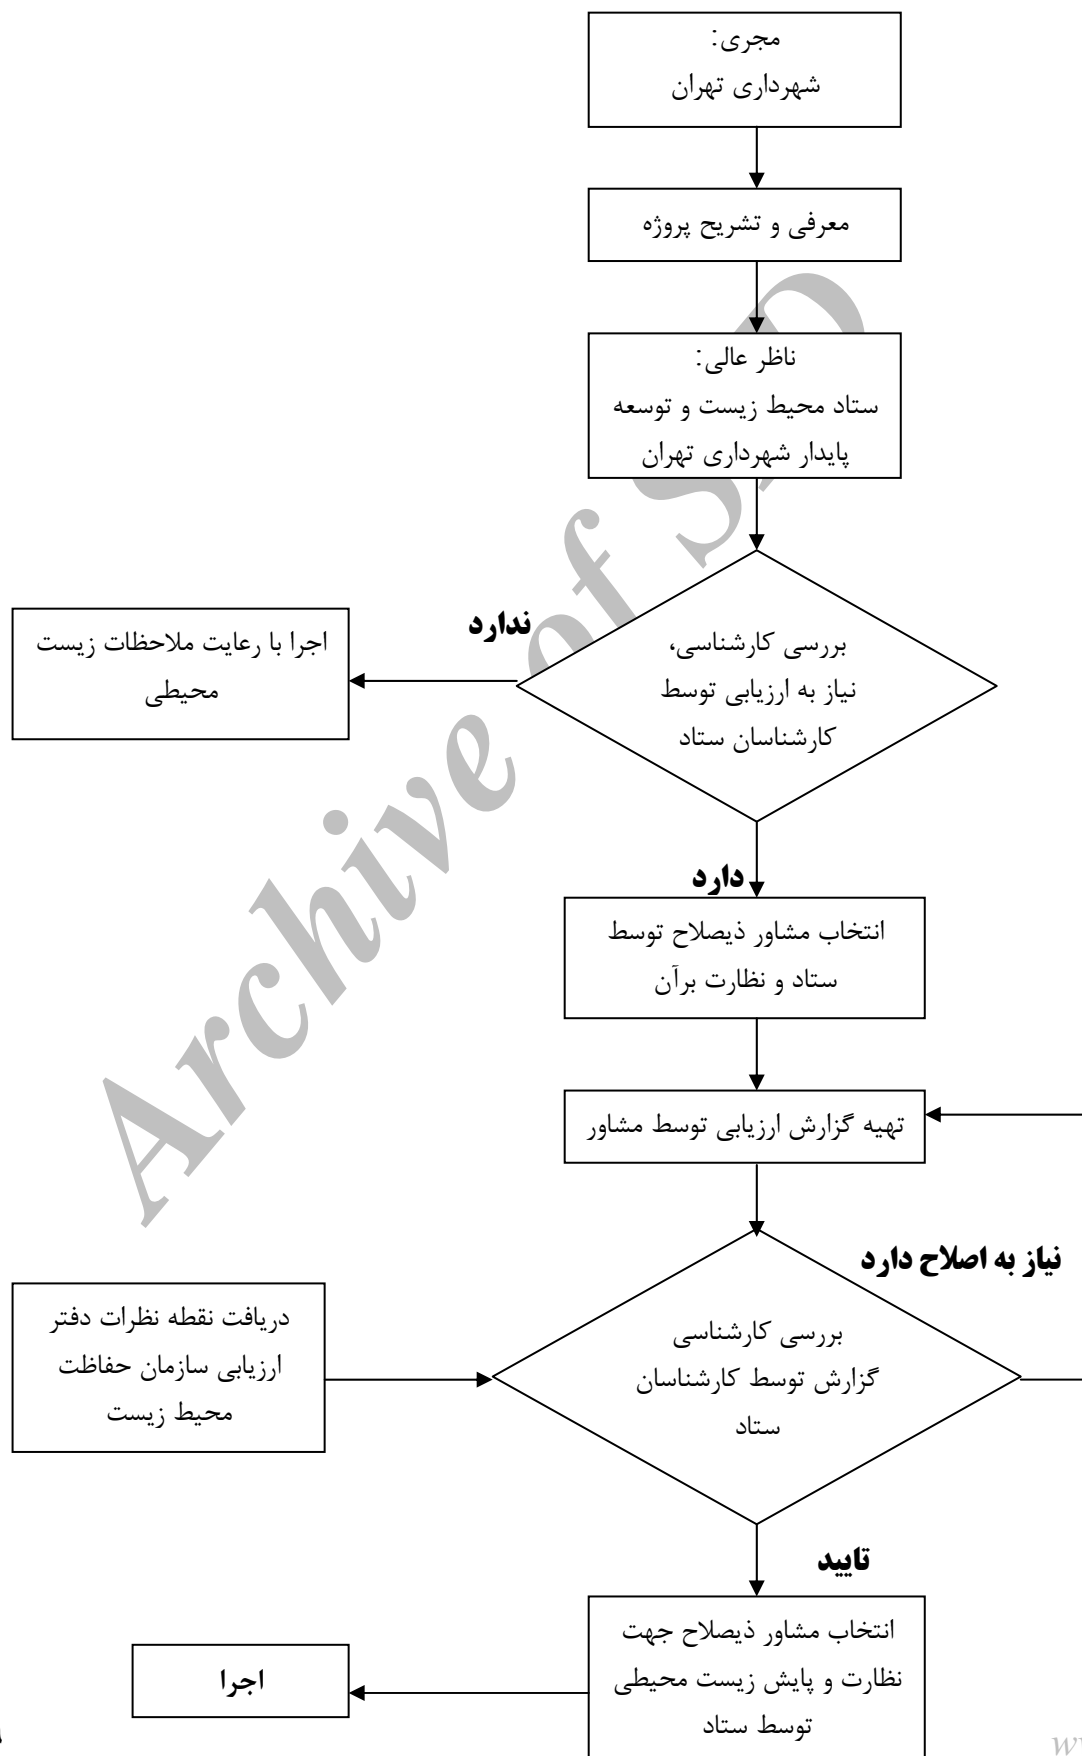 مجری:
شهرداری تهران
معرفی و تشریح پروژه
ناظر عالی:
ستاد محیط زیست و توسعه
پایدار شهرداری تهران
بررسی کارشناسی،
نیاز به ارزیابی توسط
کارشناسان ستاد
ندارد
اجرا با رعایت ملاحظات زیست
محیطی
دارد
انتخاب مشاور ذیصلاح توسط
ستاد و نظارت برآن
تهیه گزارش ارزیابی توسط مشاور
نیاز به اصلاح دارد
بررسی کارشناسی
گزارش توسط کارشناسان
ستاد
دریافت نقطه نظرات دفتر
ارزیابی سازمان حفاظت
محیط زیست
تایید
انتخاب مشاور ذیصلاح جهت
نظارت و پایش زیست محیطی
توسط ستاد
اجرا
Archive of SID